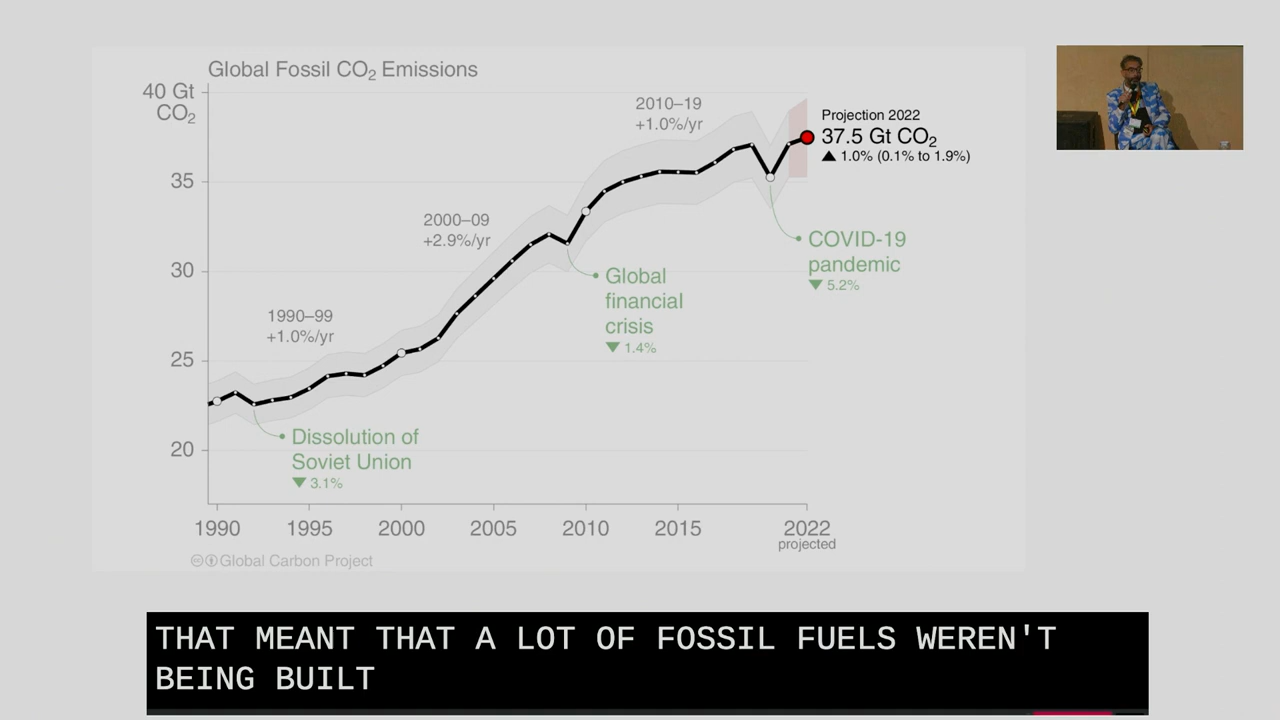 Global Fossil CO₂ Emissions
40 Gt
CO₂
35
30
25
20
1990–99
+1.0%/yr
2000–09
+2.9%/yr
2010–19
+1.0%/yr
Projection 2022
37.5 Gt CO₂
▲ 1.0% (0.1% to 1.9%)
COVID-19
pandemic
▼ 5.2%
Global
financial
crisis
▼ 1.4%
Dissolution of
Soviet Union
▼ 3.1%
1990 1995 2000 2005 2010 2015 2022
projected
Global Carbon Project
THAT MEANT THAT A LOT OF FOSSIL FUELS WEREN'T
BEING BUILT